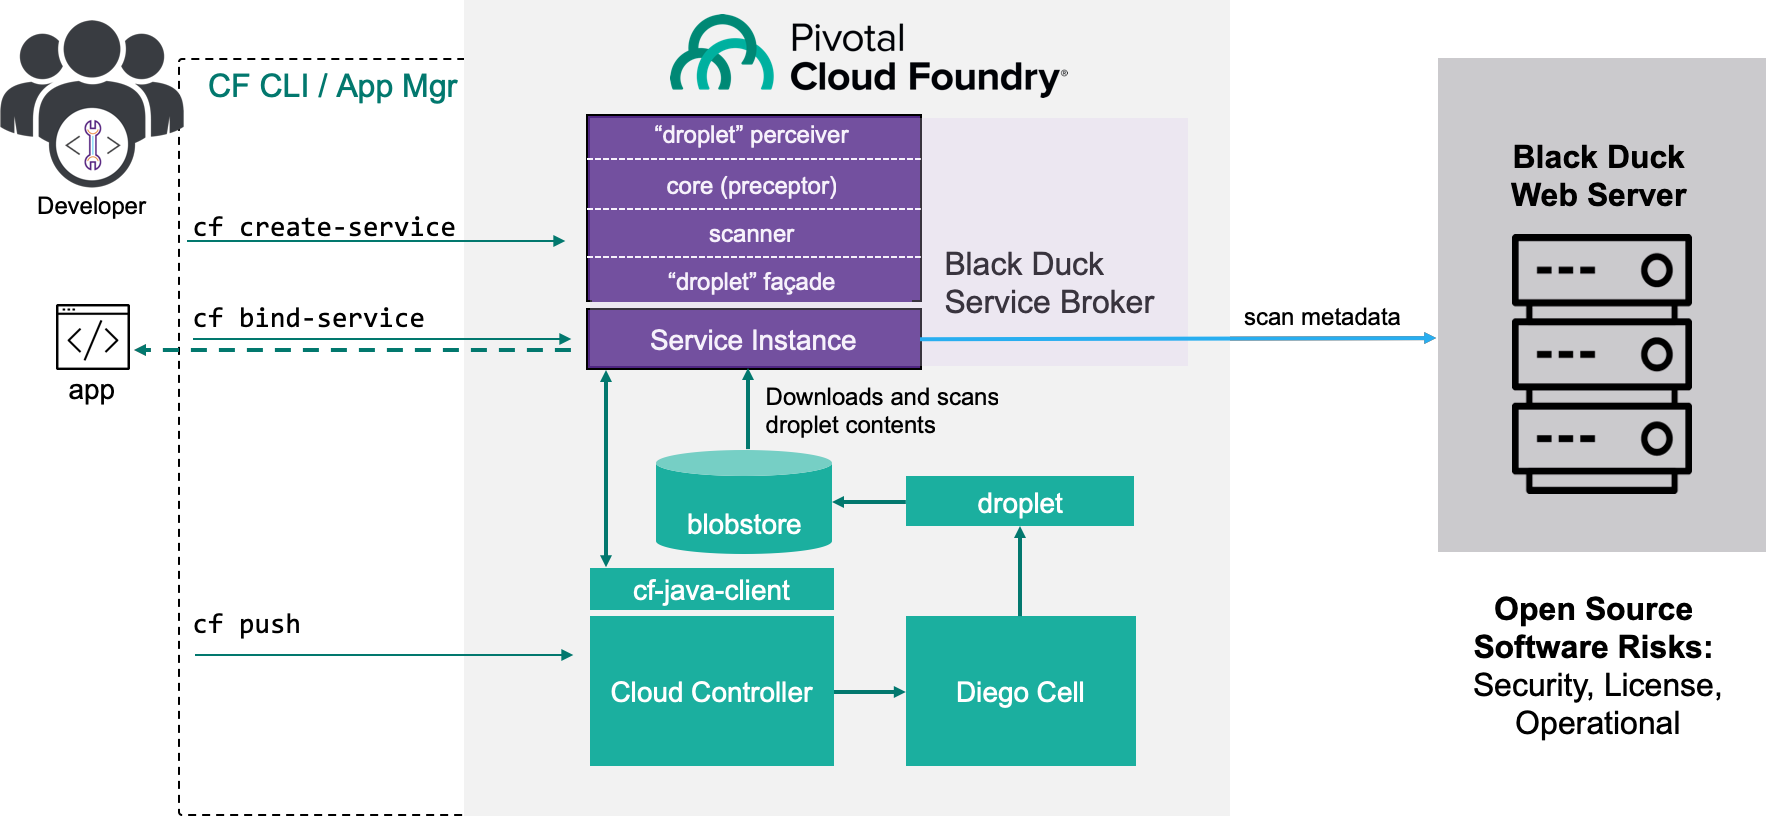 CF CLI / App Mgr
Pivotal
Cloud Foundry®
Developer
cf create-service
cf bind-service
app
cf push
“droplet” perceiver
core (preceptor)
scanner
“droplet” façade
Service Instance
Black Duck
Service Broker
scan metadata
Downloads and scans
droplet contents
blobstore
droplet
cf-java-client
Cloud Controller
Diego Cell
Black Duck
Web Server
Open Source
Software Risks:
Security, License,
Operational